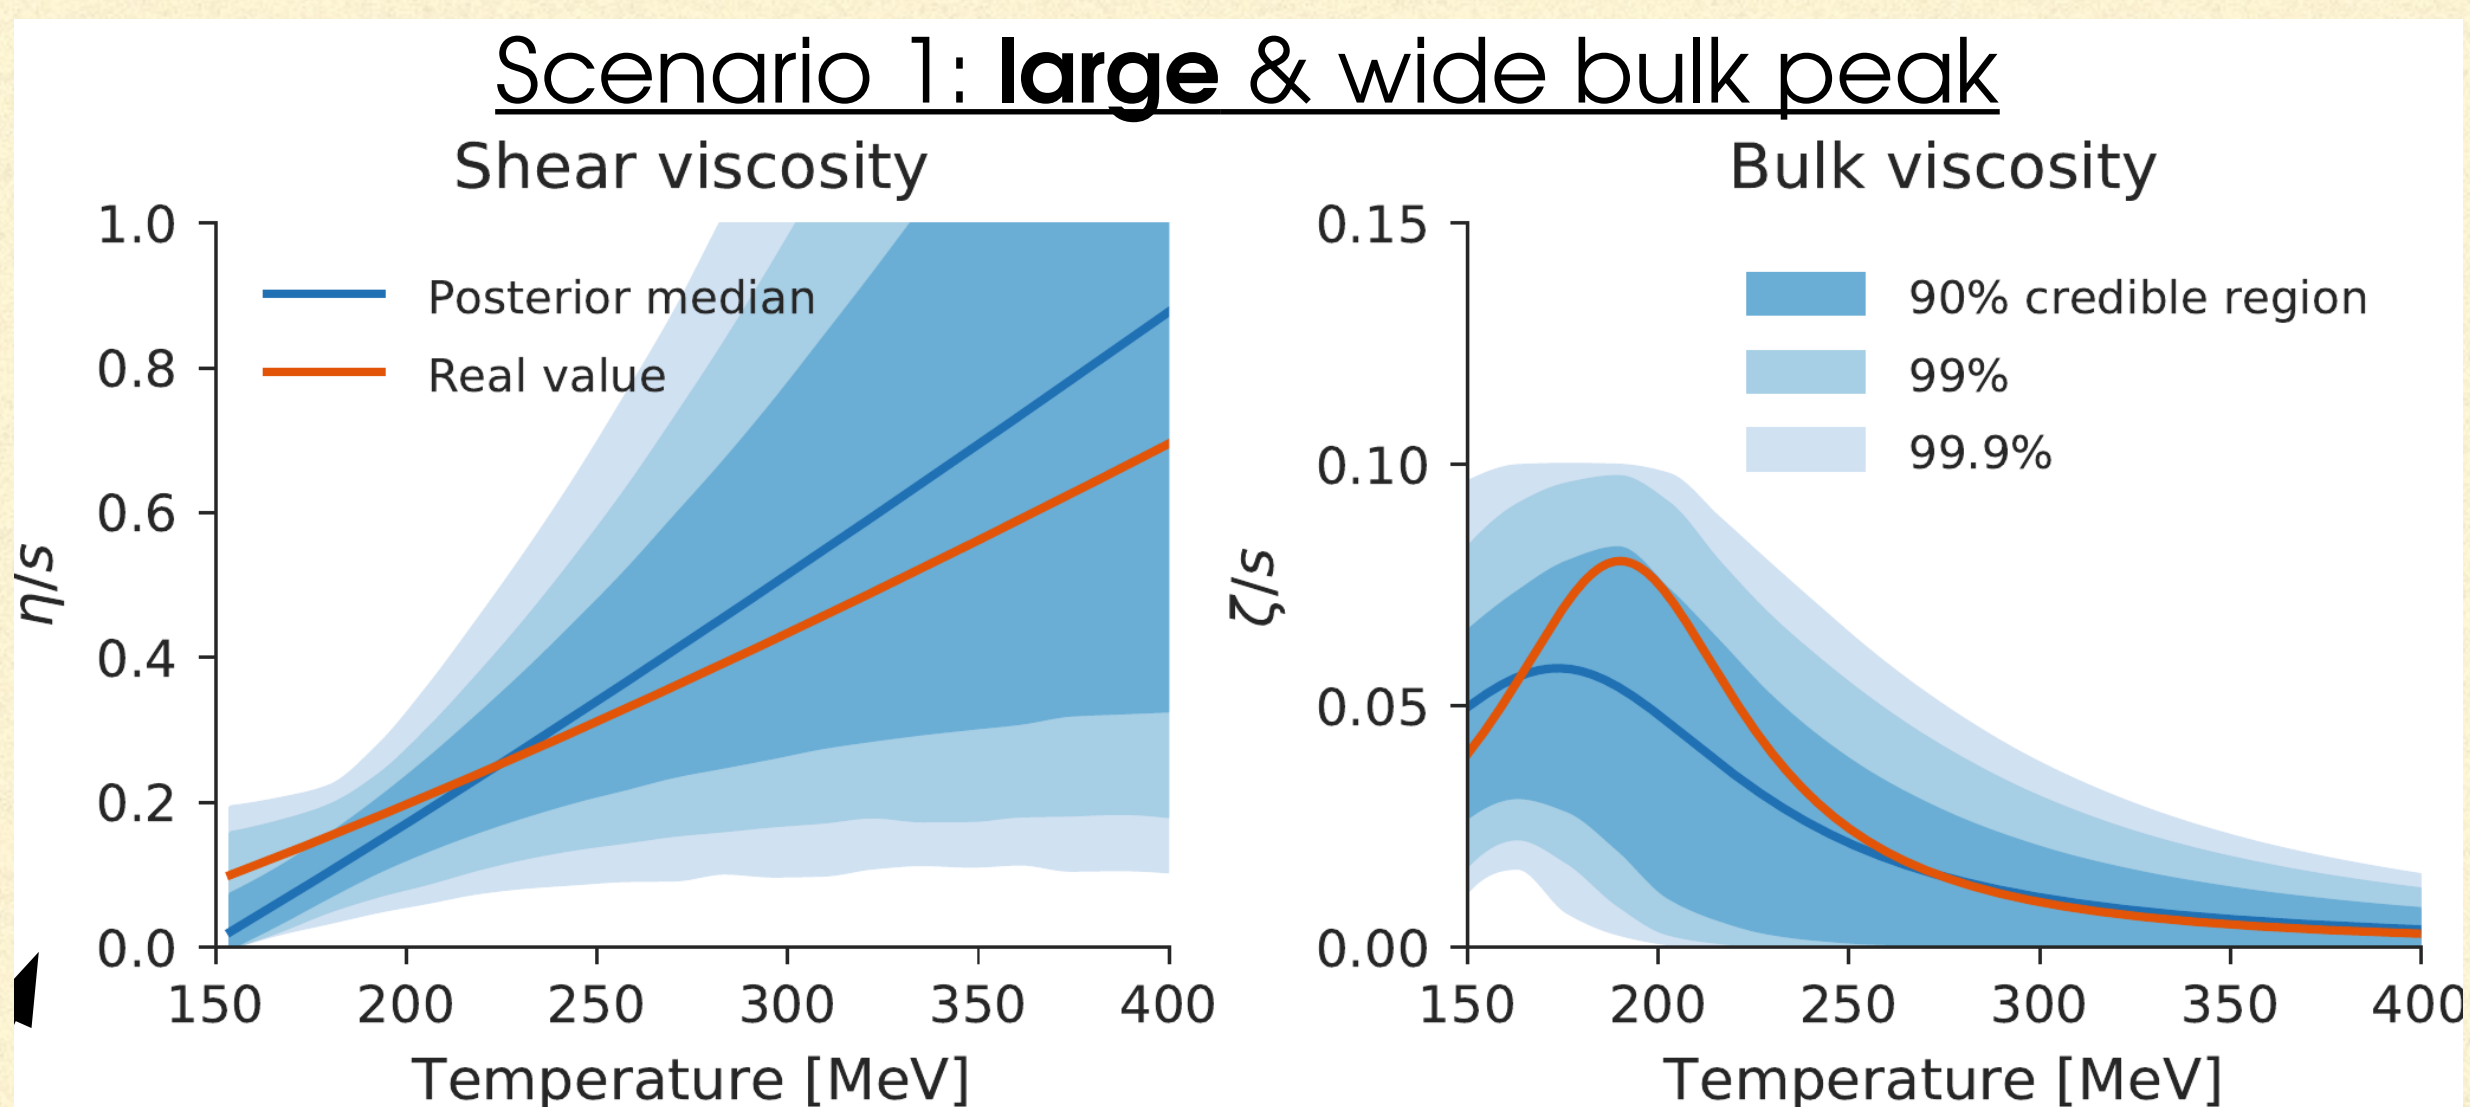 Scenario 1: large & wide bulk peak
Shear viscosity
1.0
0.8
0.6
0.4
0.2
0.0
η/s
Posterior median
Real value
150 200 250 300 350 400
Temperature [MeV]
Bulk viscosity
0.15
0.10
0.05
0.00
ζ/s
90% credible region
99%
99.9%
150 200 250 300 350 400
Temperature [MeV]